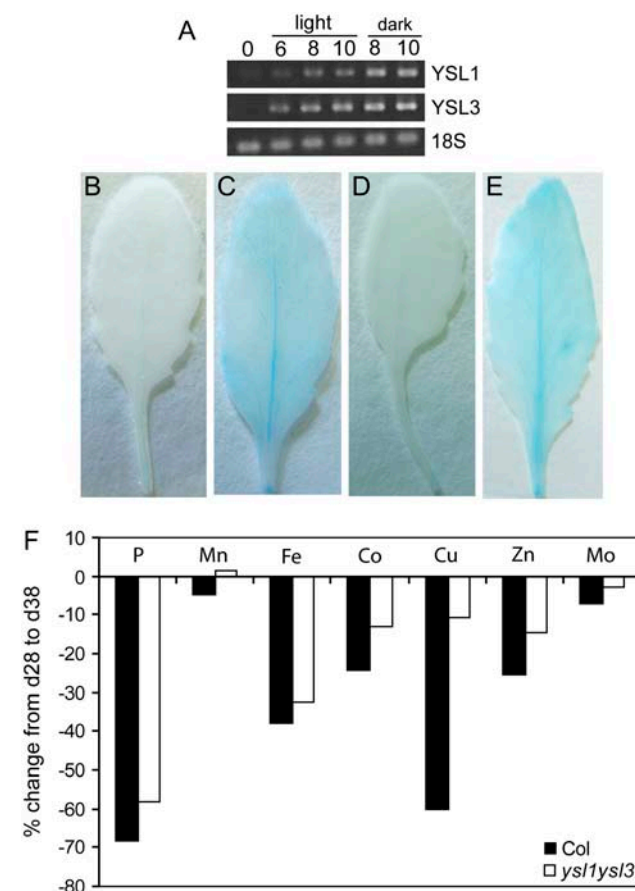 A
light dark
0 6 8 10 8 10
YSL1
YSL3
18S
B C D E
F
% change from d28 to d38
10
P Mn Fe Co Cu Zn Mo
0
-10
-20
-30
-40
-50
-60
-70
-80
Col
ysl1ysl3